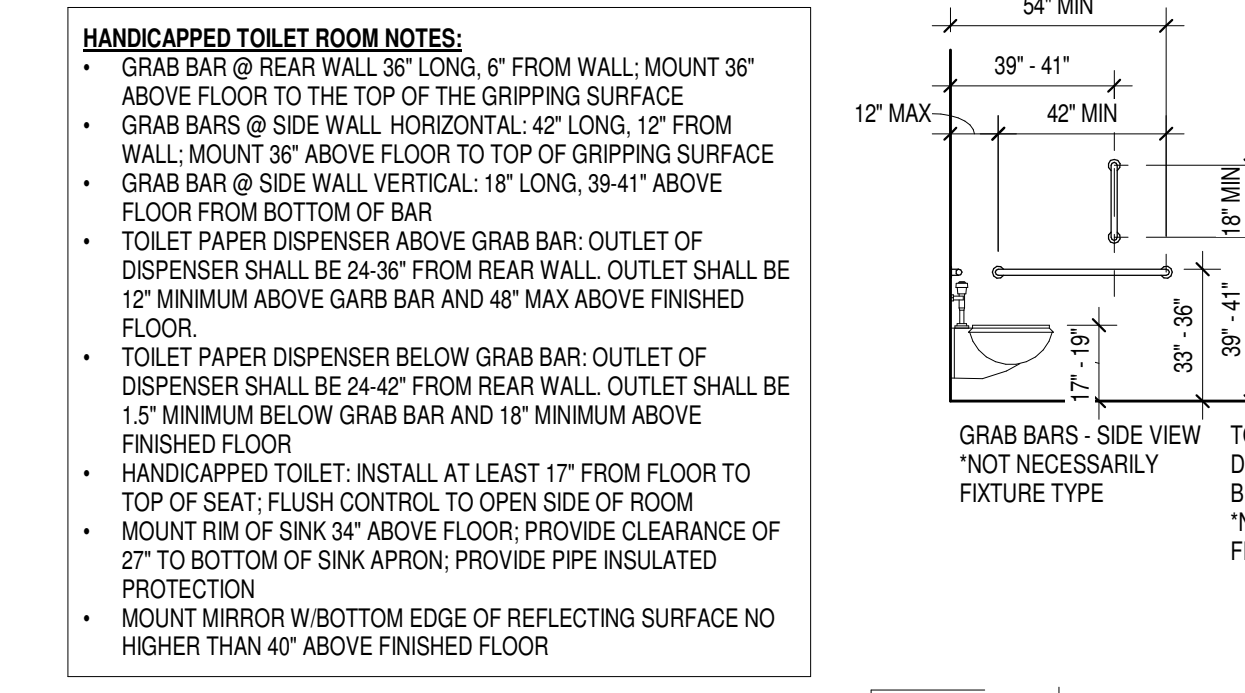 HANDICAPPED TOILET ROOM NOTES:
• GRAB BAR @ REAR WALL 36" LONG, 6" FROM WALL; MOUNT 36"
ABOVE FLOOR TO THE TOP OF THE GRIPPING SURFACE
• GRAB BARS @ SIDE WALL HORIZONTAL: 42" LONG, 12" FROM
WALL; MOUNT 36" ABOVE FLOOR TO TOP OF GRIPPING SURFACE
• GRAB BAR @ SIDE WALL VERTICAL: 18" LONG, 39-41" ABOVE
FLOOR FROM BOTTOM OF BAR
• TOILET PAPER DISPENSER ABOVE GRAB BAR: OUTLET OF
DISPENSER SHALL BE 24-36" FROM REAR WALL. OUTLET SHALL BE
12" MINIMUM ABOVE GARB BAR AND 48" MAX ABOVE FINISHED
FLOOR.
• TOILET PAPER DISPENSER BELOW GRAB BAR: OUTLET OF
DISPENSER SHALL BE 24-42" FROM REAR WALL. OUTLET SHALL BE
1.5" MINIMUM BELOW GRAB BAR AND 18" MINIMUM ABOVE
FINISHED FLOOR
• HANDICAPPED TOILET: INSTALL AT LEAST 17" FROM FLOOR TO
TOP OF SEAT; FLUSH CONTROL TO OPEN SIDE OF ROOM
• MOUNT RIM OF SINK 34" ABOVE FLOOR; PROVIDE CLEARANCE OF
27" TO BOTTOM OF SINK APRON; PROVIDE PIPE INSULATED
PROTECTION
• MOUNT MIRROR W/BOTTOM EDGE OF REFLECTING SURFACE NO
HIGHER THAN 40" ABOVE FINISHED FLOOR
54" MIN
39" - 41"
12" MAX
42" MIN
18" MIN
39" - 41"
33" - 36"
17" - 19"
GRAB BARS - SIDE VIEW
*NOT NECESSARILY
FIXTURE TYPE